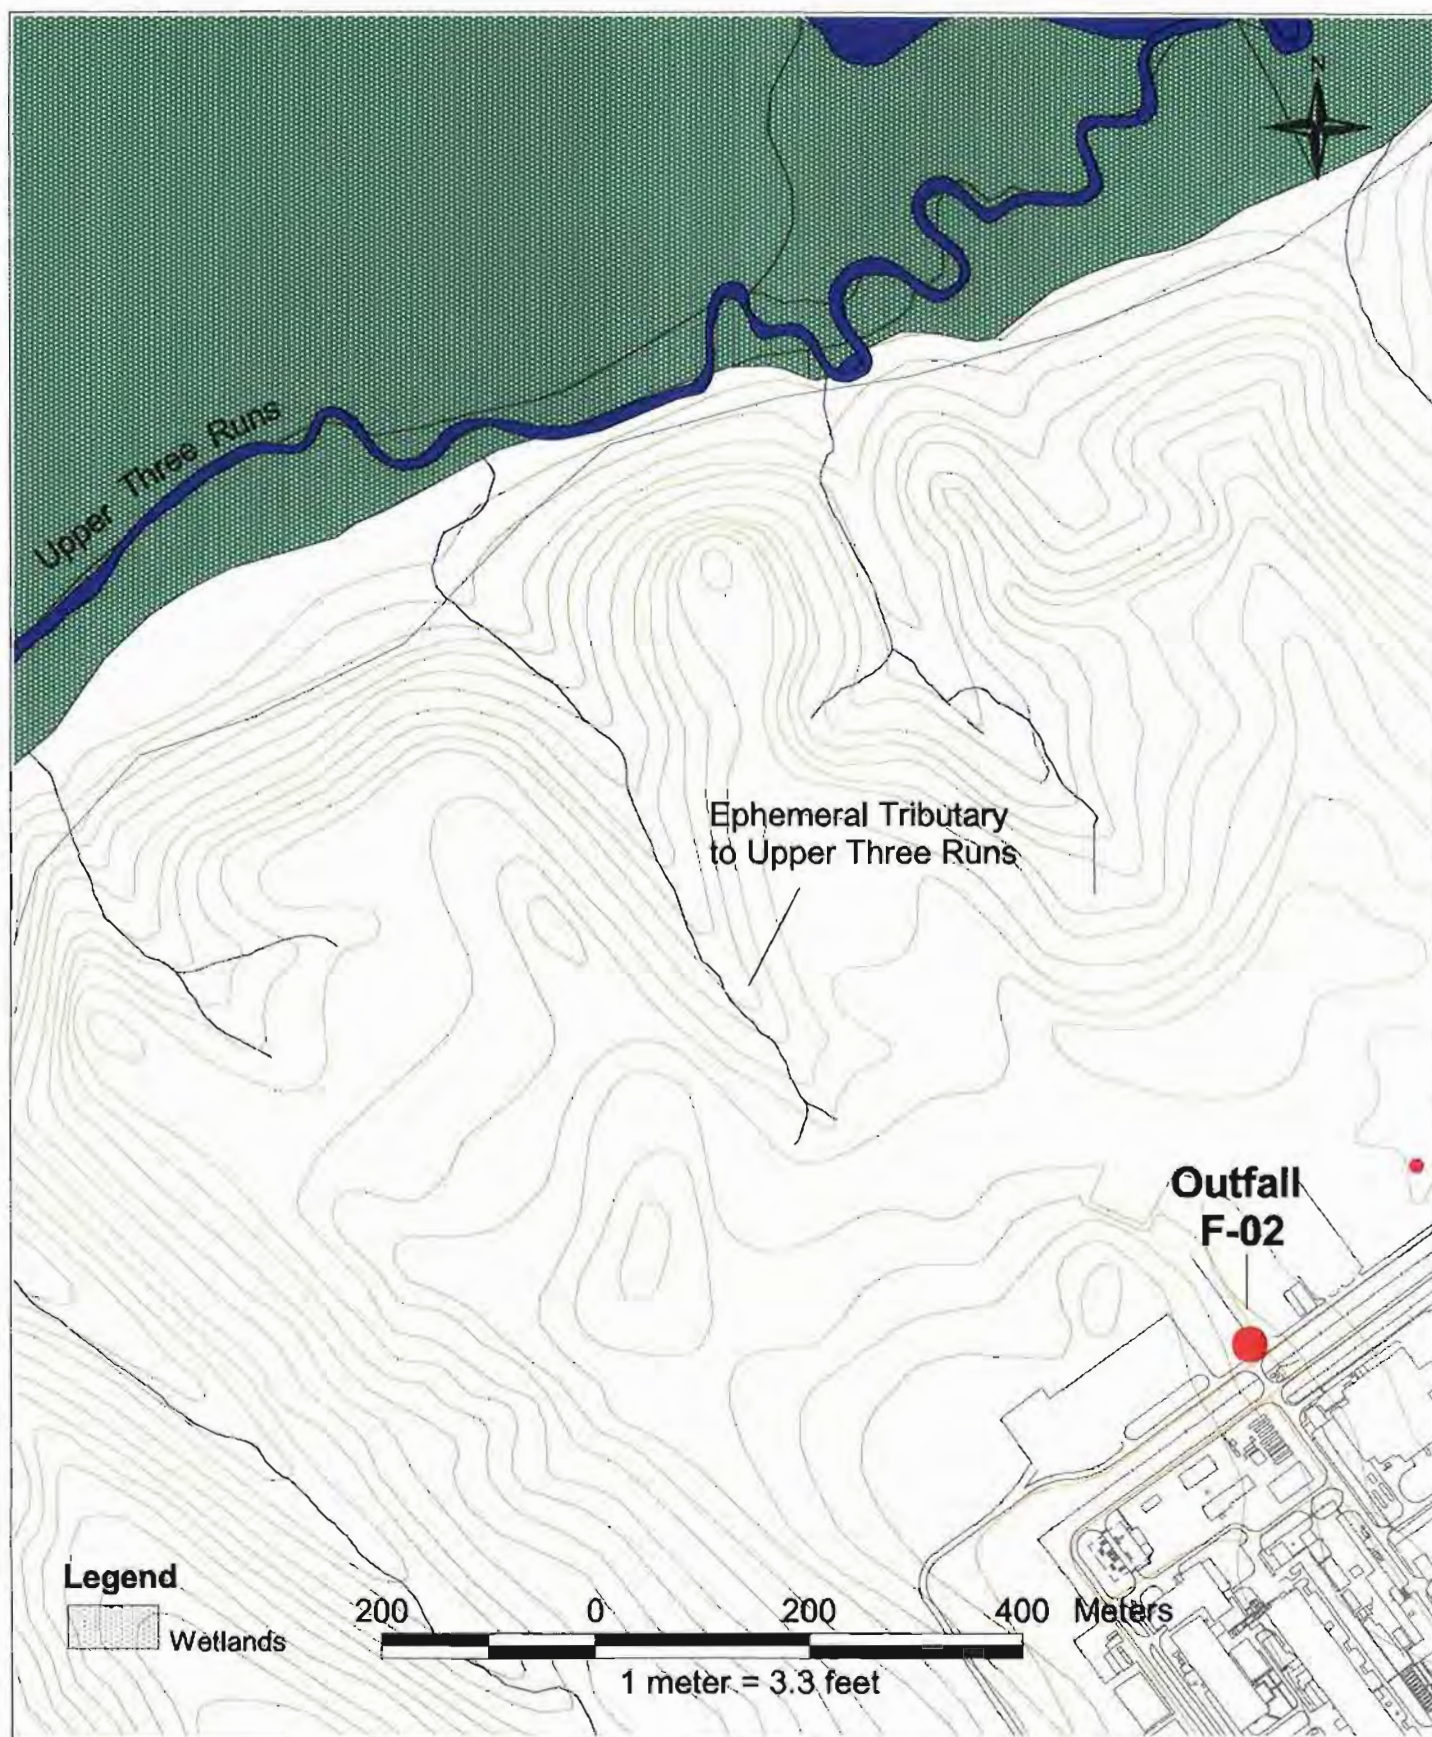 N
Upper Three Runs
Ephemeral Tributary
to Upper Three Runs
Outfall
F-02
Legend
Wetlands
200 0 200 400 Meters
1 meter = 3.3 feet